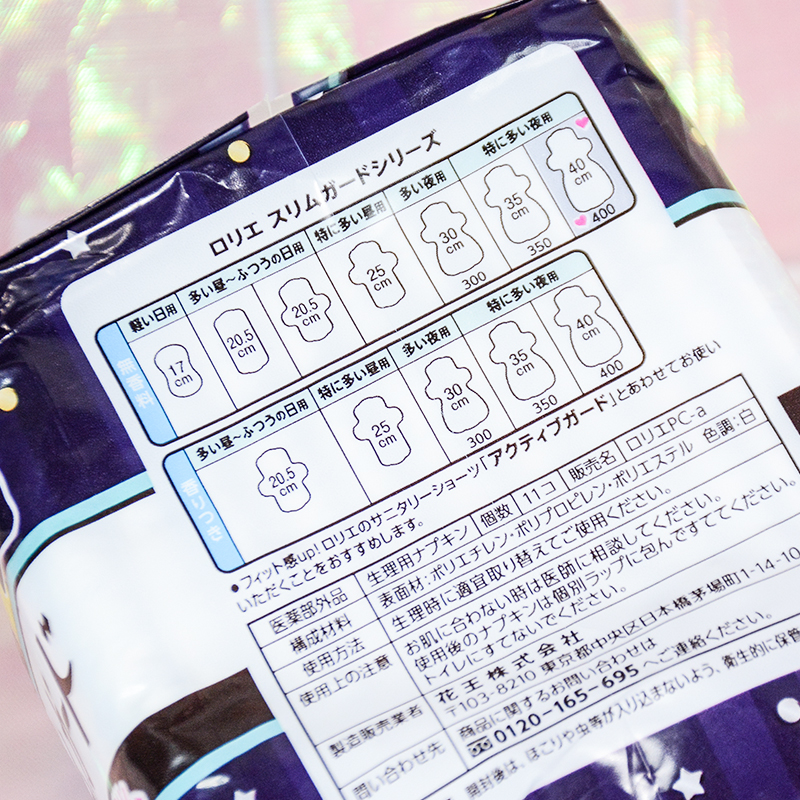 ロリエ スリムガードシリーズ
無香料
軽い日用 多い昼～ふつうの日用 特に多い昼用 多い夜用 特に多い夜用
17cm 20.5cm 20.5cm 25cm 30cm 35cm 40cm
300 350 400
香りつき
多い昼～ふつうの日用 特に多い昼用 多い夜用 特に多い夜用
20.5cm 25cm 30cm 35cm 40cm
300 350 400
●フィット感up! ロリエのサニタリーショーツ「アクティブガード」とあわせてお使い
いただくことをおすすめします。
医薬部外品 生理用ナプキン 個数 11コ 販売名 ロリエPC-a
構成材料 表面材:ポリエチレン・ポリプロピレン・ポリエステル 色調:白
使用方法 生理時に適宜取り替えてご使用ください。
使用上の注意 お肌に合わない時は医師に相談してください。
使用後のナプキンは個別ラップに包んですててください。
トイレにすてないでください。
製造販売業者 花王株式会社
〒103-8210 東京都中央区日本橋茅場町1-14-10
問い合わせ先 商品に関するお問い合わせは
0120-165-695 へご連絡ください。
開封後は、ほこりや虫等が入り込まないよう、衛生的に保管